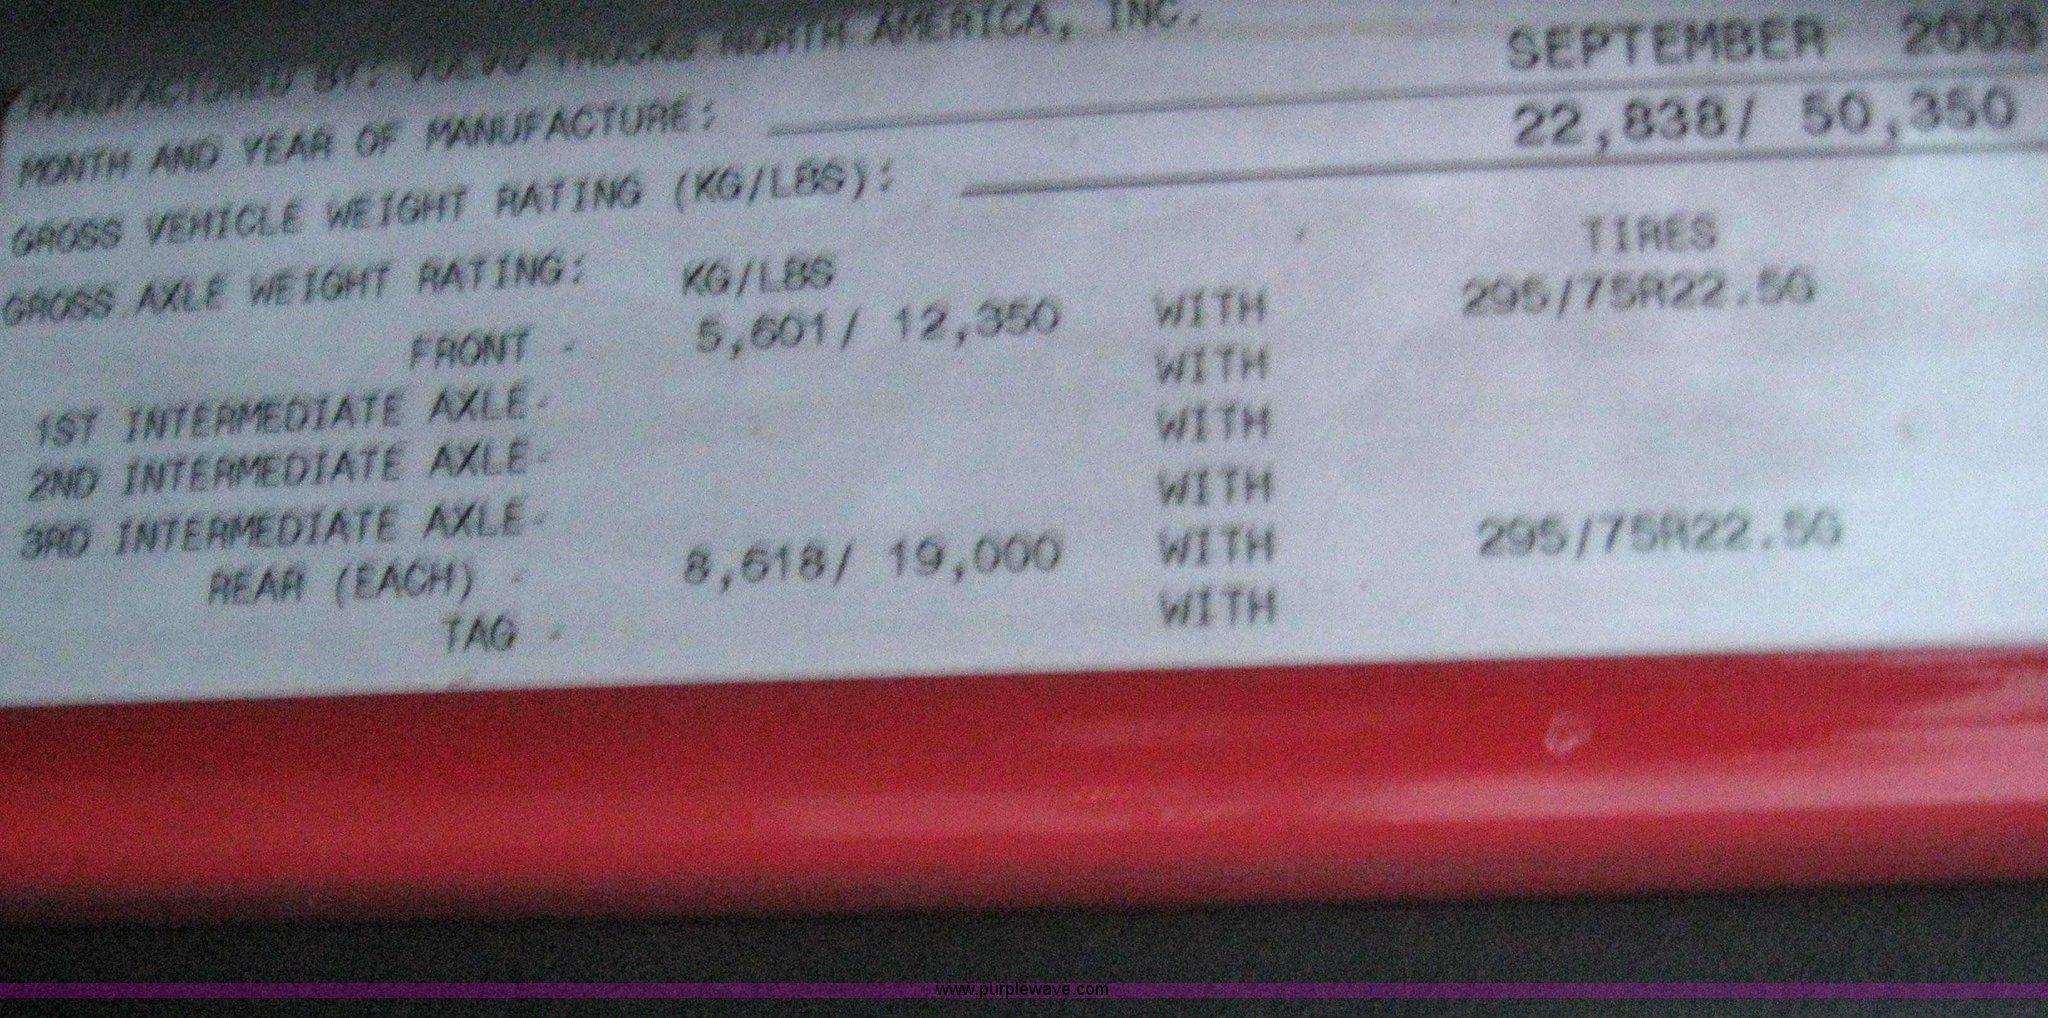 MANUFACTURED BY: VOLVO TRUCKS NORTH AMERICA, INC.
MONTH AND YEAR OF MANUFACTURE: SEPTEMBER 2003
GROSS VEHICLE WEIGHT RATING (KG/LBS): 22,838/ 50,350
GROSS AXLE WEIGHT RATING: KG/LBS TIRES
FRONT - 5,601/ 12,350 WITH 295/75R22.5G
1ST INTERMEDIATE AXLE- WITH
2ND INTERMEDIATE AXLE- WITH
3RD INTERMEDIATE AXLE- WITH
REAR (EACH) - 8,618/ 19,000 WITH 295/75R22.5G
TAG - WITH
www.purplewave.com